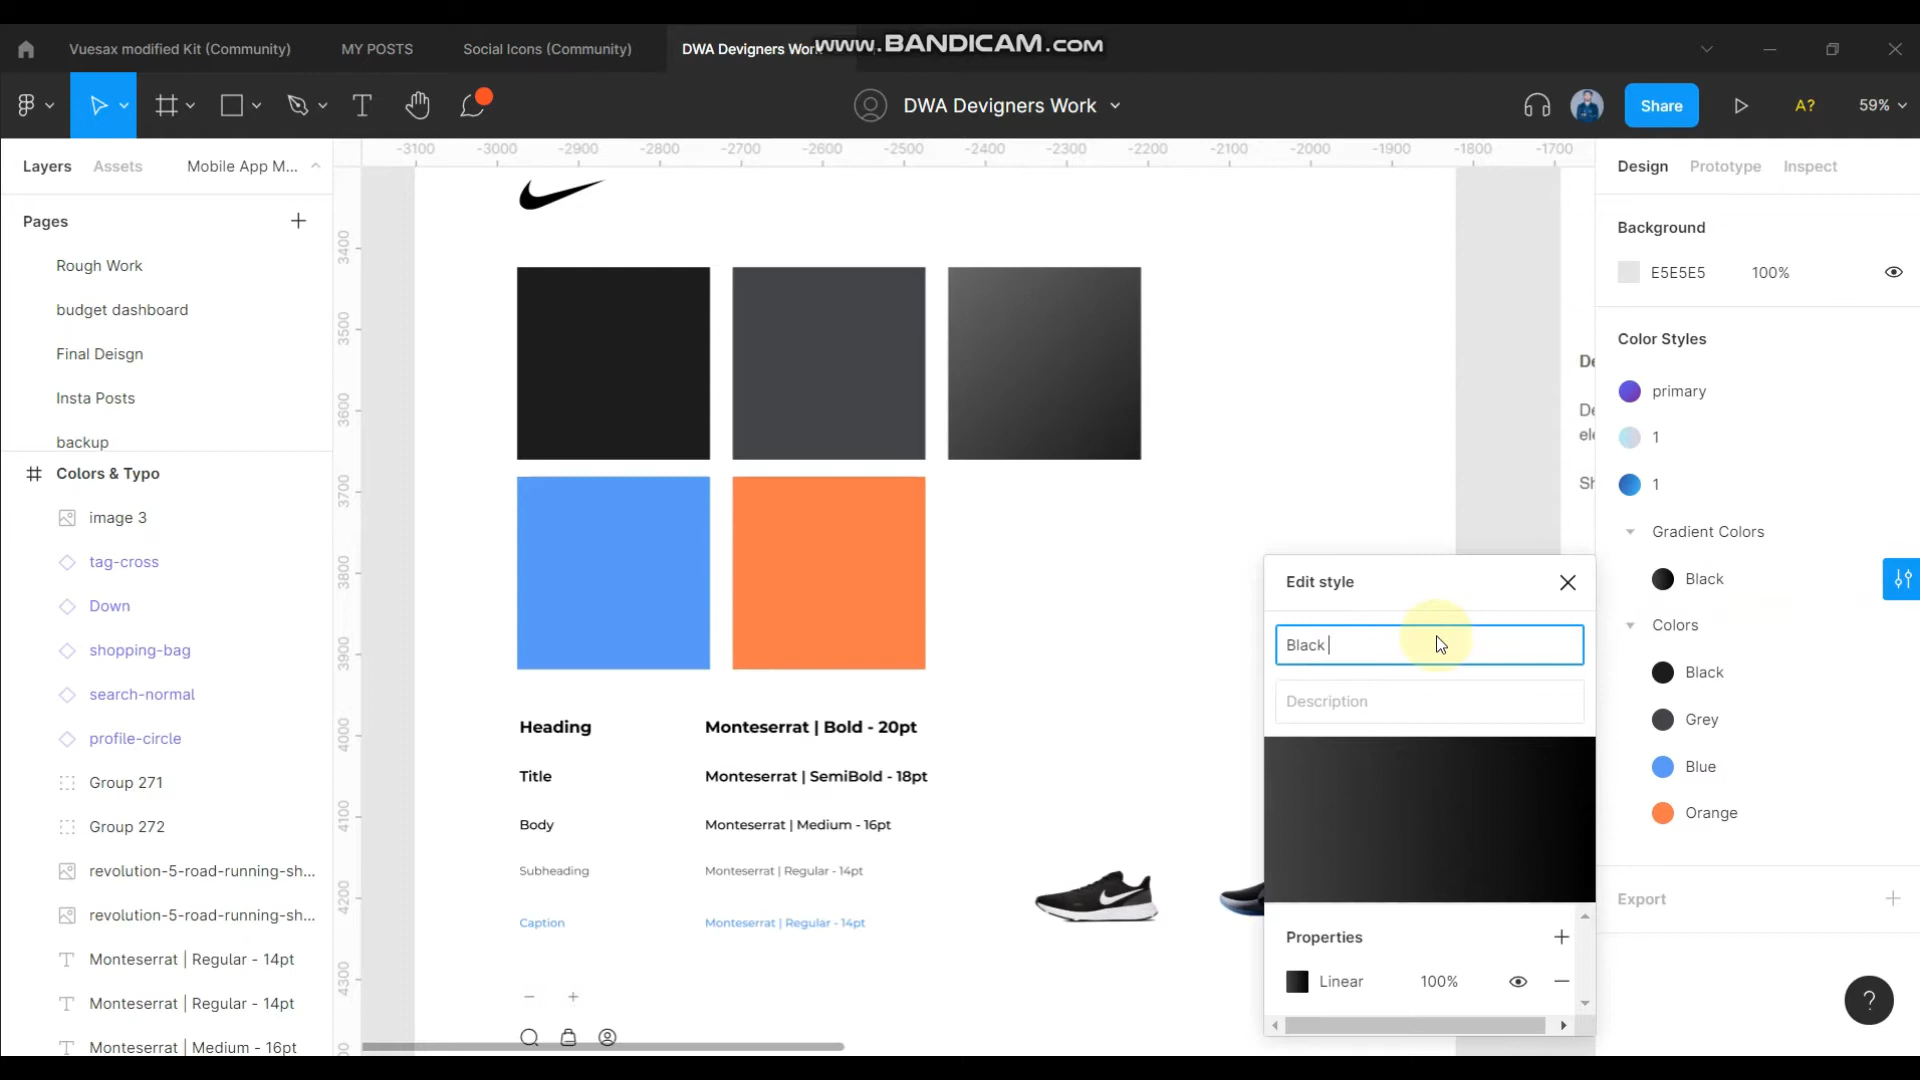 www.BANDICAM.com
Vuesax modified Kit (Community)
MY POSTS
Social Icons (Community)
DWA Designers Wor
DWA Designers Work
Share
A?
59%
Layers
Assets
Mobile App M...
Pages
Rough Work
budget dashboard
Final Deisgn
Insta Posts
backup
Colors & Typo
image 3
tag-cross
Down
shopping-bag
search-normal
profile-circle
Group 271
Group 272
revolution-5-road-running-sh...
revolution-5-road-running-sh...
Monteserrat | Regular - 14pt
Monteserrat | Regular - 14pt
Monteserrat | Medium - 16pt
-3100 -3000 -2900 -2800 -2700 -2600 -2500 -2400 -2300 -2200 -2100 -2000 -1900 -1800 -1700
3400
3500
3600
3700
3800
3900
4000
4100
4200
4300
Heading
Monteserrat | Bold - 20pt
Title
Monteserrat | SemiBold - 18pt
Body
Monteserrat | Medium - 16pt
Subheading
Monteserrat | Regular - 14pt
Caption
Monteserrat | Regular - 14pt
De
De
ele
Sh
Edit style
Black
Description
Properties
Linear
100%
Design
Prototype
Inspect
Background
E5E5E5
100%
Color Styles
primary
1
1
Gradient Colors
Black
Colors
Black
Grey
Blue
Orange
Export
?